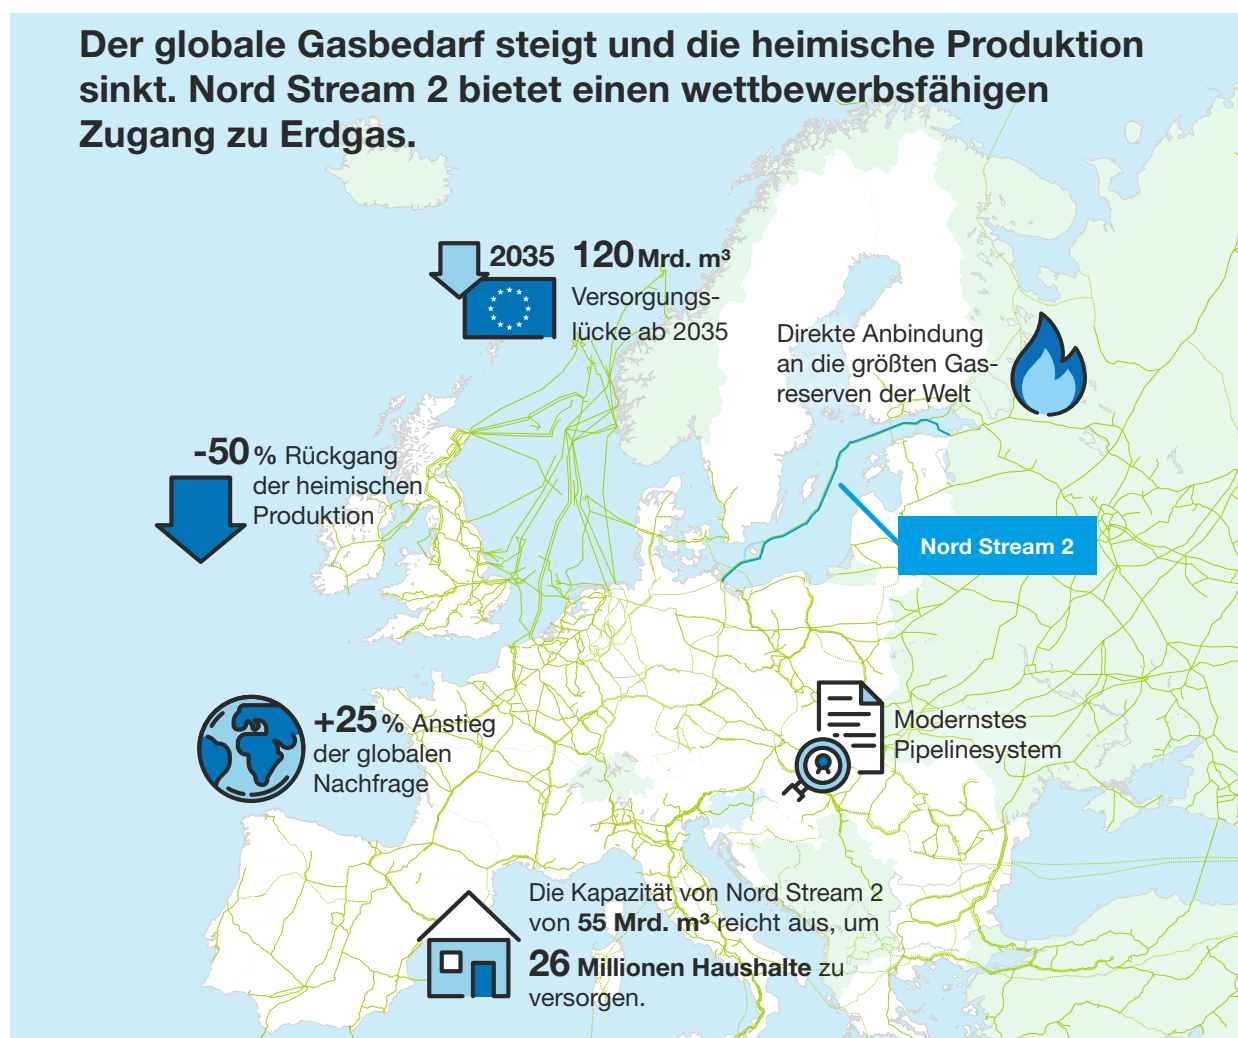 Der globale Gasbedarf steigt und die heimische Produktion
sinkt. Nord Stream 2 bietet einen wettbewerbsfähigen
Zugang zu Erdgas.
2035 120 Mrd. m³
Versorgungs-
lücke ab 2035
Direkte Anbindung
an die größten Gas-
reserven der Welt
-50 % Rückgang
der heimischen
Produktion
Nord Stream 2
+25 % Anstieg
der globalen
Nachfrage
Modernstes
Pipelinesystem
Die Kapazität von Nord Stream 2
von 55 Mrd. m³ reicht aus, um
26 Millionen Haushalte zu
versorgen.